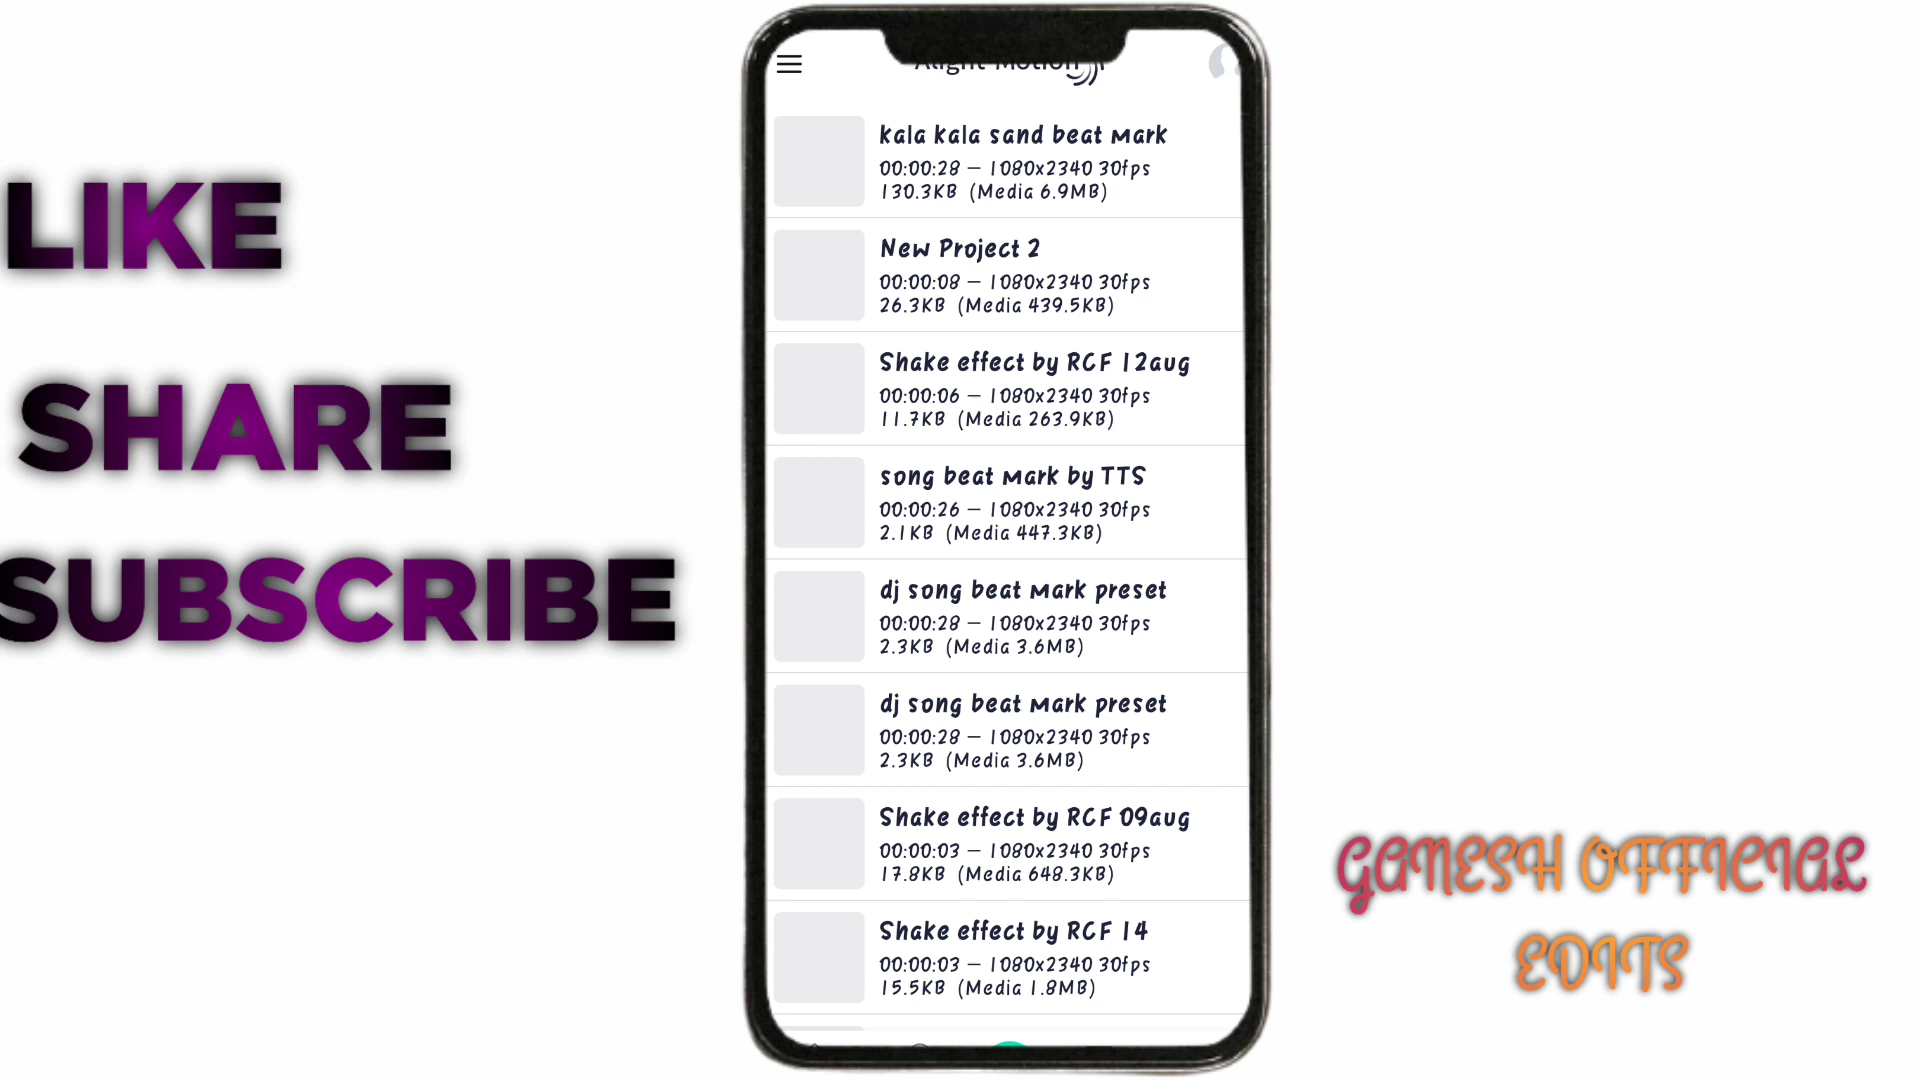 LIKE
SHARE
SUBSCRIBE
Alight Motion
kala kala sand beat mark
00:00:28 – 1080x2340 30fps
130.3KB (Media 6.9MB)
New Project 2
00:00:08 – 1080x2340 30fps
26.3KB (Media 439.5KB)
Shake effect by RCF 12aug
00:00:06 – 1080x2340 30fps
11.7KB (Media 263.9KB)
song beat mark by TTS
00:00:26 – 1080x2340 30fps
2.1KB (Media 447.3KB)
dj song beat mark preset
00:00:28 – 1080x2340 30fps
2.3KB (Media 3.6MB)
dj song beat mark preset
00:00:28 – 1080x2340 30fps
2.3KB (Media 3.6MB)
Shake effect by RCF 09aug
00:00:03 – 1080x2340 30fps
17.8KB (Media 648.3KB)
Shake effect by RCF 14
00:00:03 – 1080x2340 30fps
15.5KB (Media 1.8MB)
GANESH OFFICIAL
EDITS